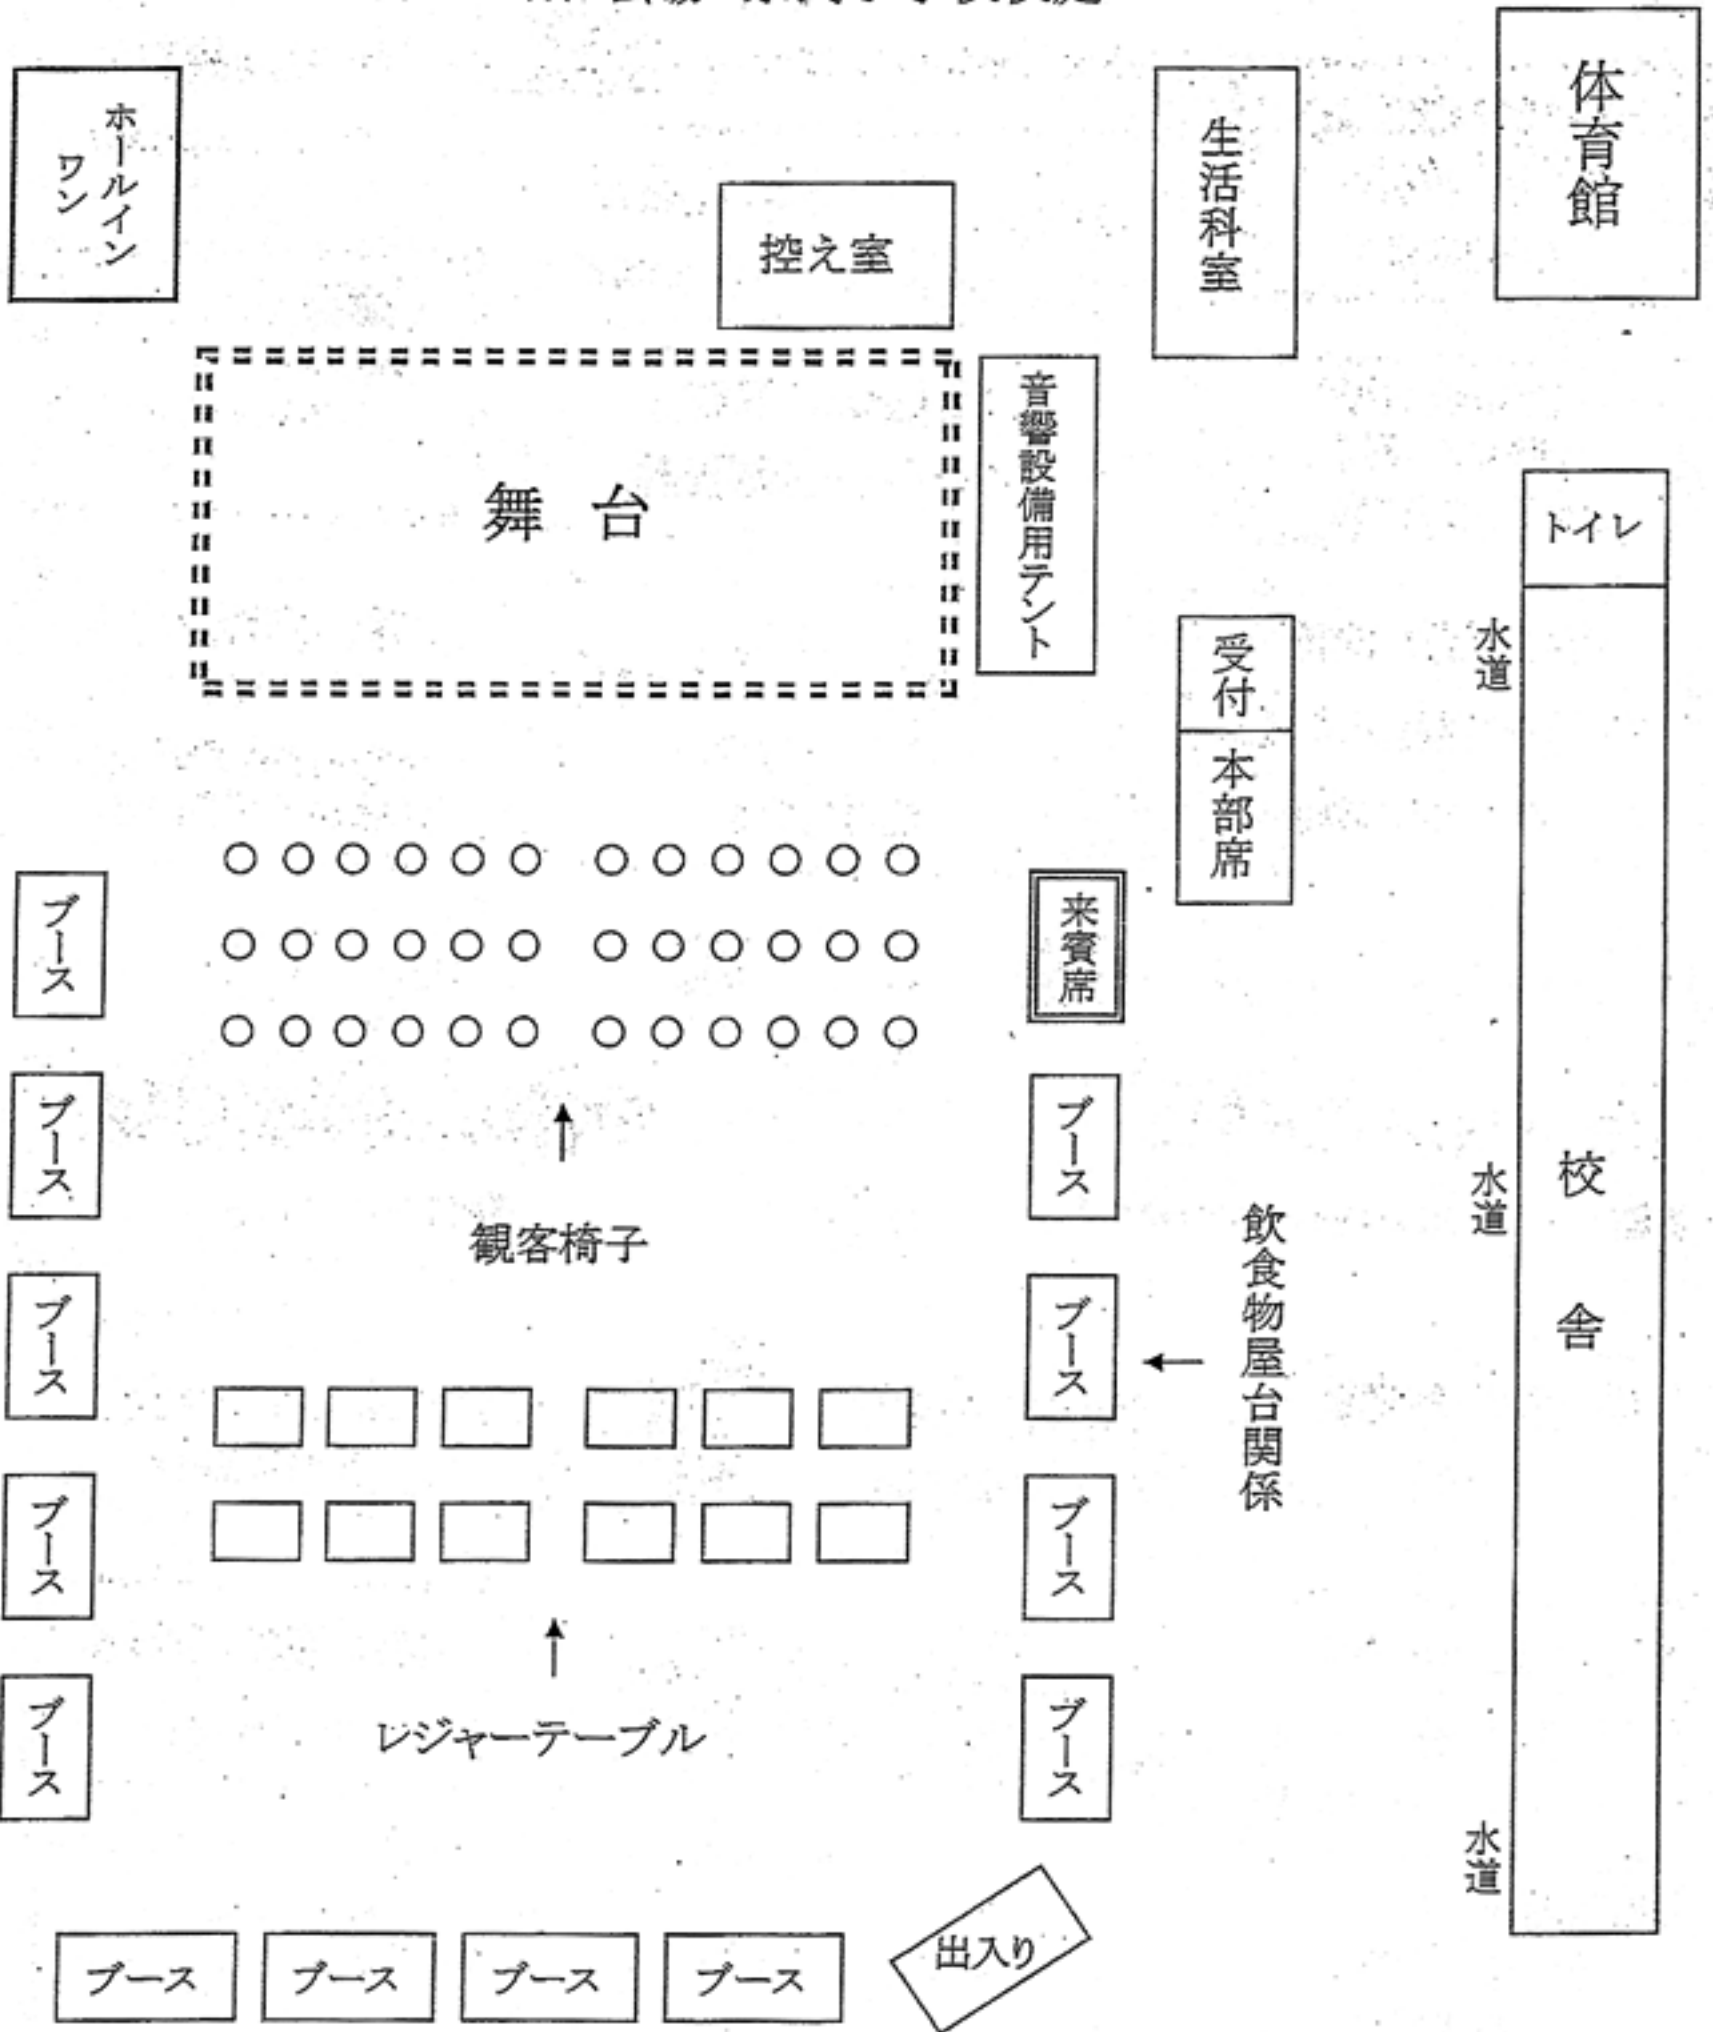 体育館
ホールイン
ワン
生活科室
控え室
音響設備用テント
舞 台
トイレ
水道
受付
本部席
来賓席
ブース
ブース
ブース
観客椅子
水道
校 舎
飲食物屋台関係
ブース
ブース
ブース
ブース
ブース
ブース
レジャーテーブル
水道
出入り
ブース
ブース
ブース
ブース